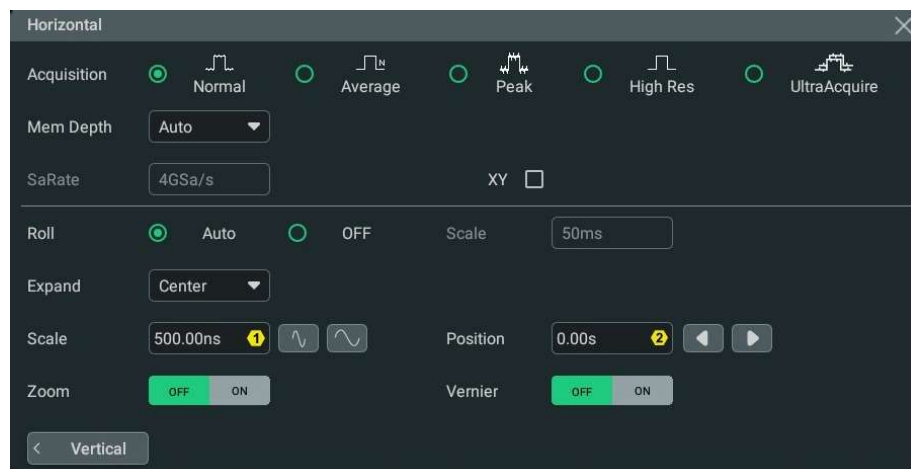 Horizontal
Acquisition N
Normal Average Peak High Res UltraAcquire
Mem Depth Auto
SaRate 4GSa/s XY
Roll Auto OFF Scale 50ms
Expand Center
Scale 500.00ns 1 Position 0.00s 2
Zoom OFF ON Vernier OFF ON
Vertical